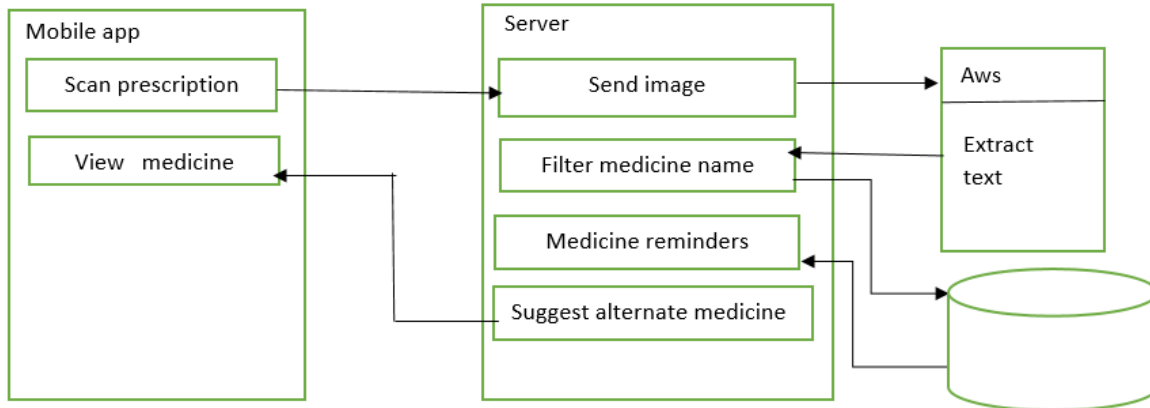 Mobile app
Scan prescription
View medicine
Server
Send image
Filter medicine name
Medicine reminders
Suggest alternate medicine
Aws
Extract
text